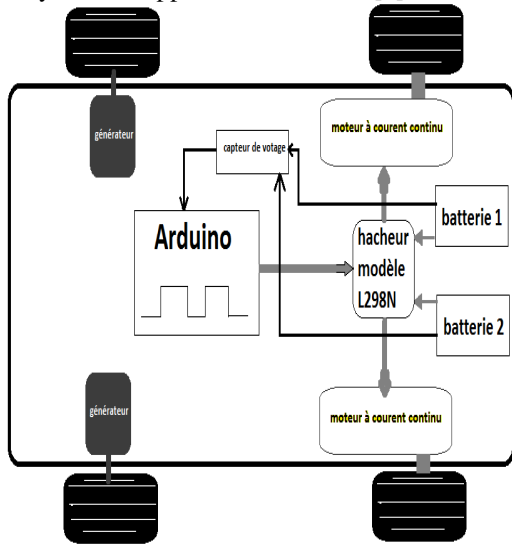 générateur
moteur à courent continu
capteur de votage
Arduino
hacheur
modèle
L298N
batterie 1
batterie 2
générateur
moteur à courent continu